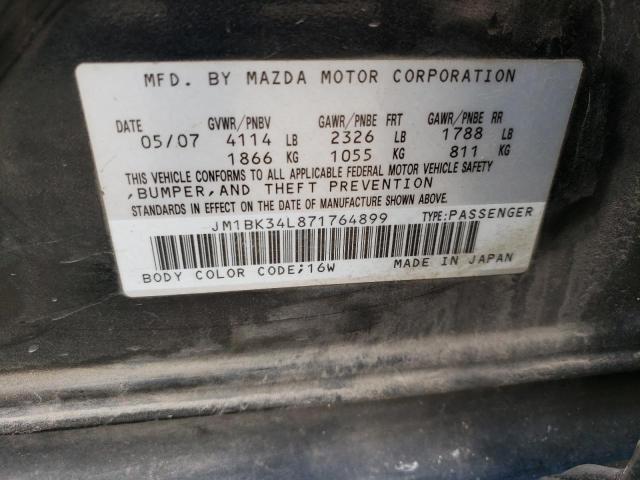 MFD. BY MAZDA MOTOR CORPORATION
DATE GVWR/PNBV GAWR/PNBE FRT GAWR/PNBE RR
05/07 4114 LB 2326 LB 1788 LB
1866 KG 1055 KG 811 KG
THIS VEHICLE CONFORMS TO ALL APPLICABLE FEDERAL MOTOR VEHICLE SAFETY
,BUMPER,AND THEFT PREVENTION
STANDARDS IN EFFECT ON THE DATE OF MANUFACTURE SHOWN ABOVE.
JM1BK34L871764899 TYPE:PASSENGER
BODY COLOR CODE;16W MADE IN JAPAN